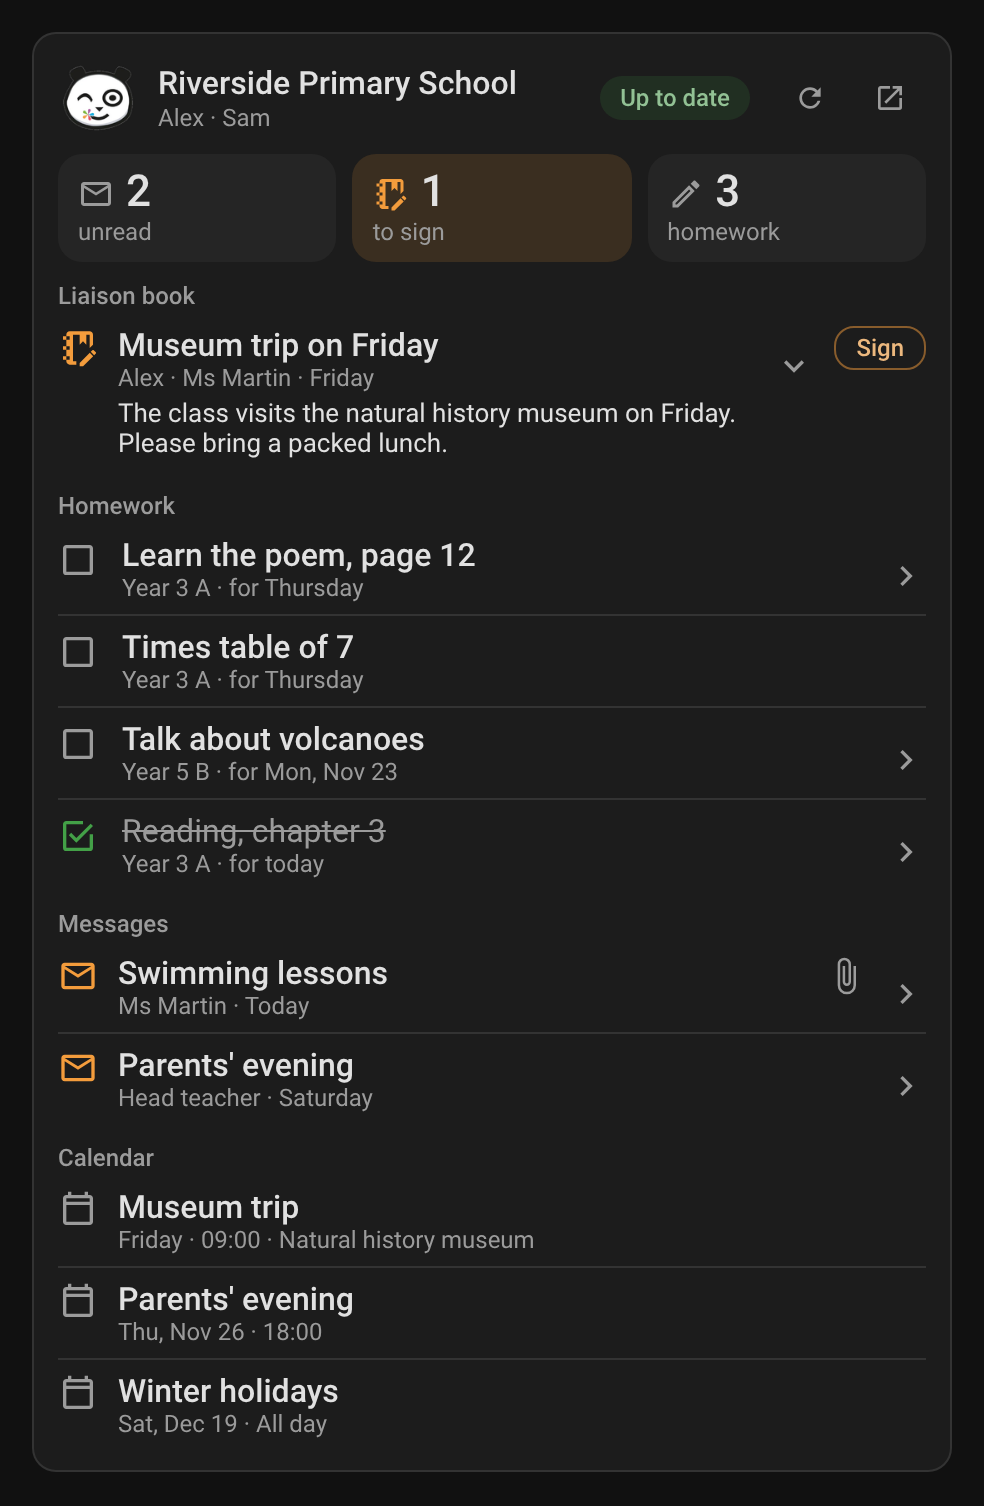 Riverside Primary School
Alex · Sam
Up to date
2
unread
1
to sign
3
homework
Liaison book
Museum trip on Friday
Alex · Ms Martin · Friday
Sign
The class visits the natural history museum on Friday.
Please bring a packed lunch.
Homework
Learn the poem, page 12
Year 3 A · for Thursday
Times table of 7
Year 3 A · for Thursday
Talk about volcanoes
Year 5 B · for Mon, Nov 23
Reading, chapter 3
Year 3 A · for today
Messages
Swimming lessons
Ms Martin · Today
Parents' evening
Head teacher · Saturday
Calendar
Museum trip
Friday · 09:00 · Natural history museum
Parents' evening
Thu, Nov 26 · 18:00
Winter holidays
Sat, Dec 19 · All day